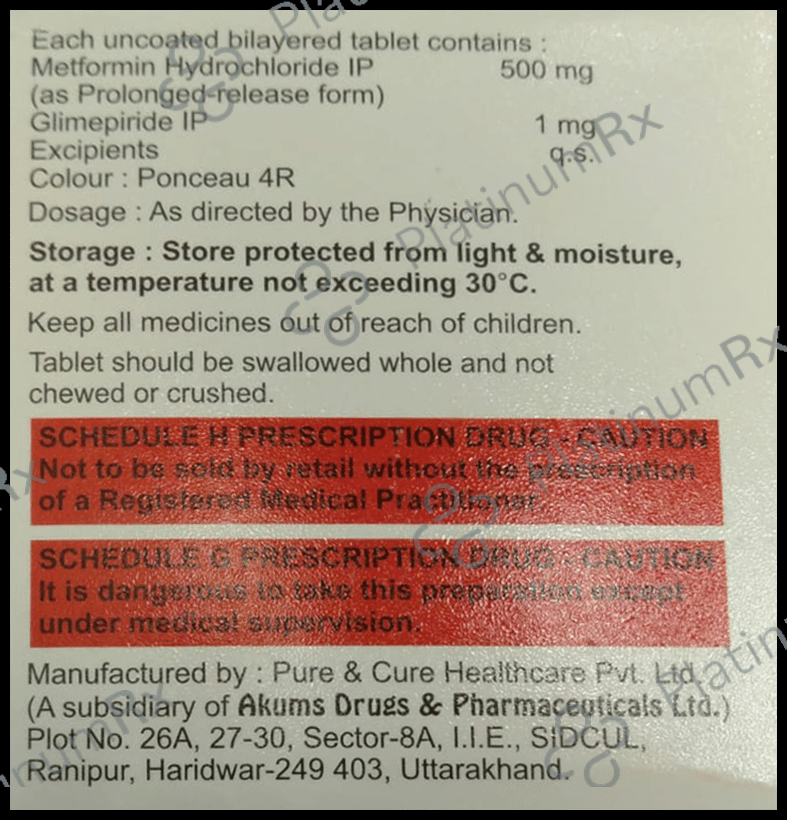 Each uncoated bilayered tablet contains :
Metformin Hydrochloride IP 500 mg
(as Prolonged-release form)
Glimepiride IP 1 mg
Excipients q.s.
Colour : Ponceau 4R
Dosage : As directed by the Physician.
Storage : Store protected from light & moisture,
at a temperature not exceeding 30°C.
Keep all medicines out of reach of children.
Tablet should be swallowed whole and not
chewed or crushed.
SCHEDULE H PRESCRIPTION DRUG - CAUTION
Not to be sold by retail without the prescription
of a Registered Medical Practitioner.
SCHEDULE G PRESCRIPTION DRUG - CAUTION
It is dangerous to take this preparation except
under medical supervision.
Manufactured by : Pure & Cure Healthcare Pvt. Ltd.
(A subsidiary of Akums Drugs & Pharmaceuticals Ltd.)
Plot No. 26A, 27-30, Sector-8A, I.I.E., SIDCUL,
Ranipur, Haridwar-249 403, Uttarakhand.
PlatinumRx
PlatinumRx